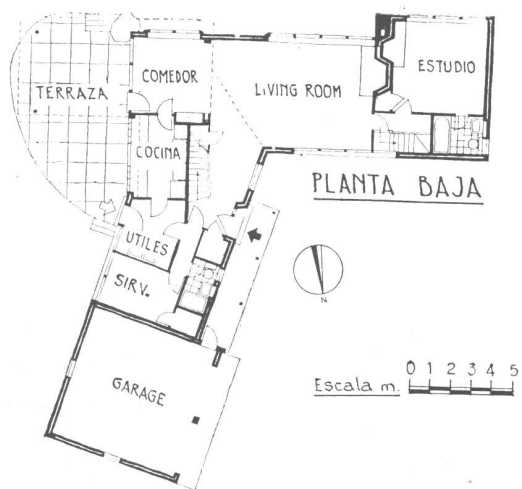 ESTUDIO
COMEDOR
TERRAZA
LIVING ROOM
COCINA
PLANTA BAJA
UTILES
SIRV.
N
GARAGE
Escala m. 0 1 2 3 4 5